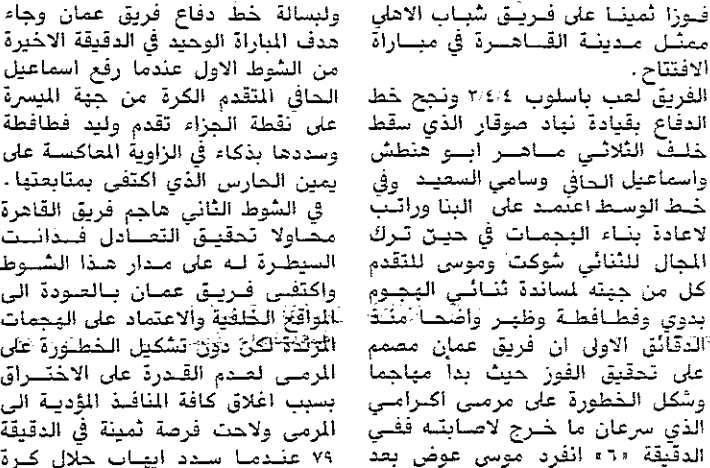 فوزا ثمينا على فريق شباب الاهلي
ممثل مدينة القاهرة في مباراة
الافتتاح.
الفريق لعب باسلوب ٣/٤/٤ ونجح خط
الدفاع بقيادة نهاد صوقار الذي سقط
خلف الثلاثي ماهر ابو هنطش
واسماعيل الحافي وسامي السعيد وفي
خط الوسط اعتمد على البنا وراتب
لاعادة بناء الهجمات في حين ترك
المجال للثنائي شوكت وموسى للتقدم
كل من جهته لمساندة ثنائي الهجوم
بدوي وفطافطة وظهر واضحا منذ
الدقائق الاولى ان فريق عمان مصمم
على تحقيق الفوز حيث بدأ مهاجما
وشكل الخطورة على مرمى اكرامي
الذي سرعان ما خرج لاصابته ففي
الدقيقة «٦» انفرد موسى عوض بعد
ولبسالة خط دفاع فريق عمان وجاء
هدف المباراة الوحيد في الدقيقة الاخيرة
من الشوط الاول عندما رفع اسماعيل
الحافي المتقدم الكرة من جهة الميسرة
على نقطة الجزاء تقدم وليد فطافطة
وسددها بذكاء في الزاوية المعاكسة على
يمين الحارس الذي اكتفى بمتابعتها.
في الشوط الثاني هاجم فريق القاهرة
محاولا تحقيق التعادل فدانت
السيطرة له على مدار هذا الشوط
واكتفى فريق عمان بالعودة الى
المواقع الخلفية والاعتماد على الهجمات
المرتدة لكن دون تشكيل الخطورة على
المرمى لعدم القدرة على الاختراق
بسبب اغلاق كافة المنافذ المؤدية الى
المرمى ولاحت فرصة ثمينة في الدقيقة
٧٩ عندما سدد ايهاب حلال كرة